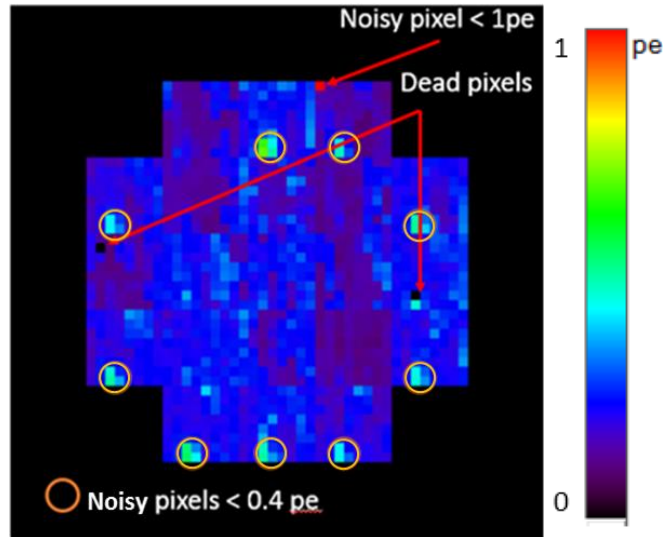 Noisy pixel < 1pe
Dead pixels
1 pe
0
Noisy pixels < 0.4 pe